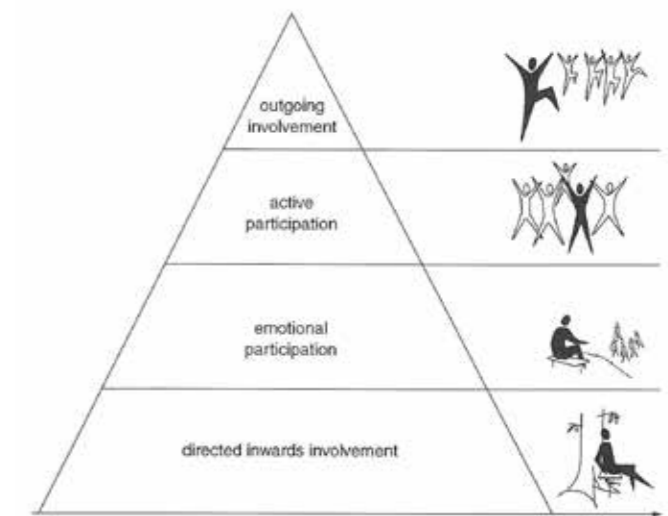 outgoing
involvement
active
participation
emotional
participation
directed inwards involvement